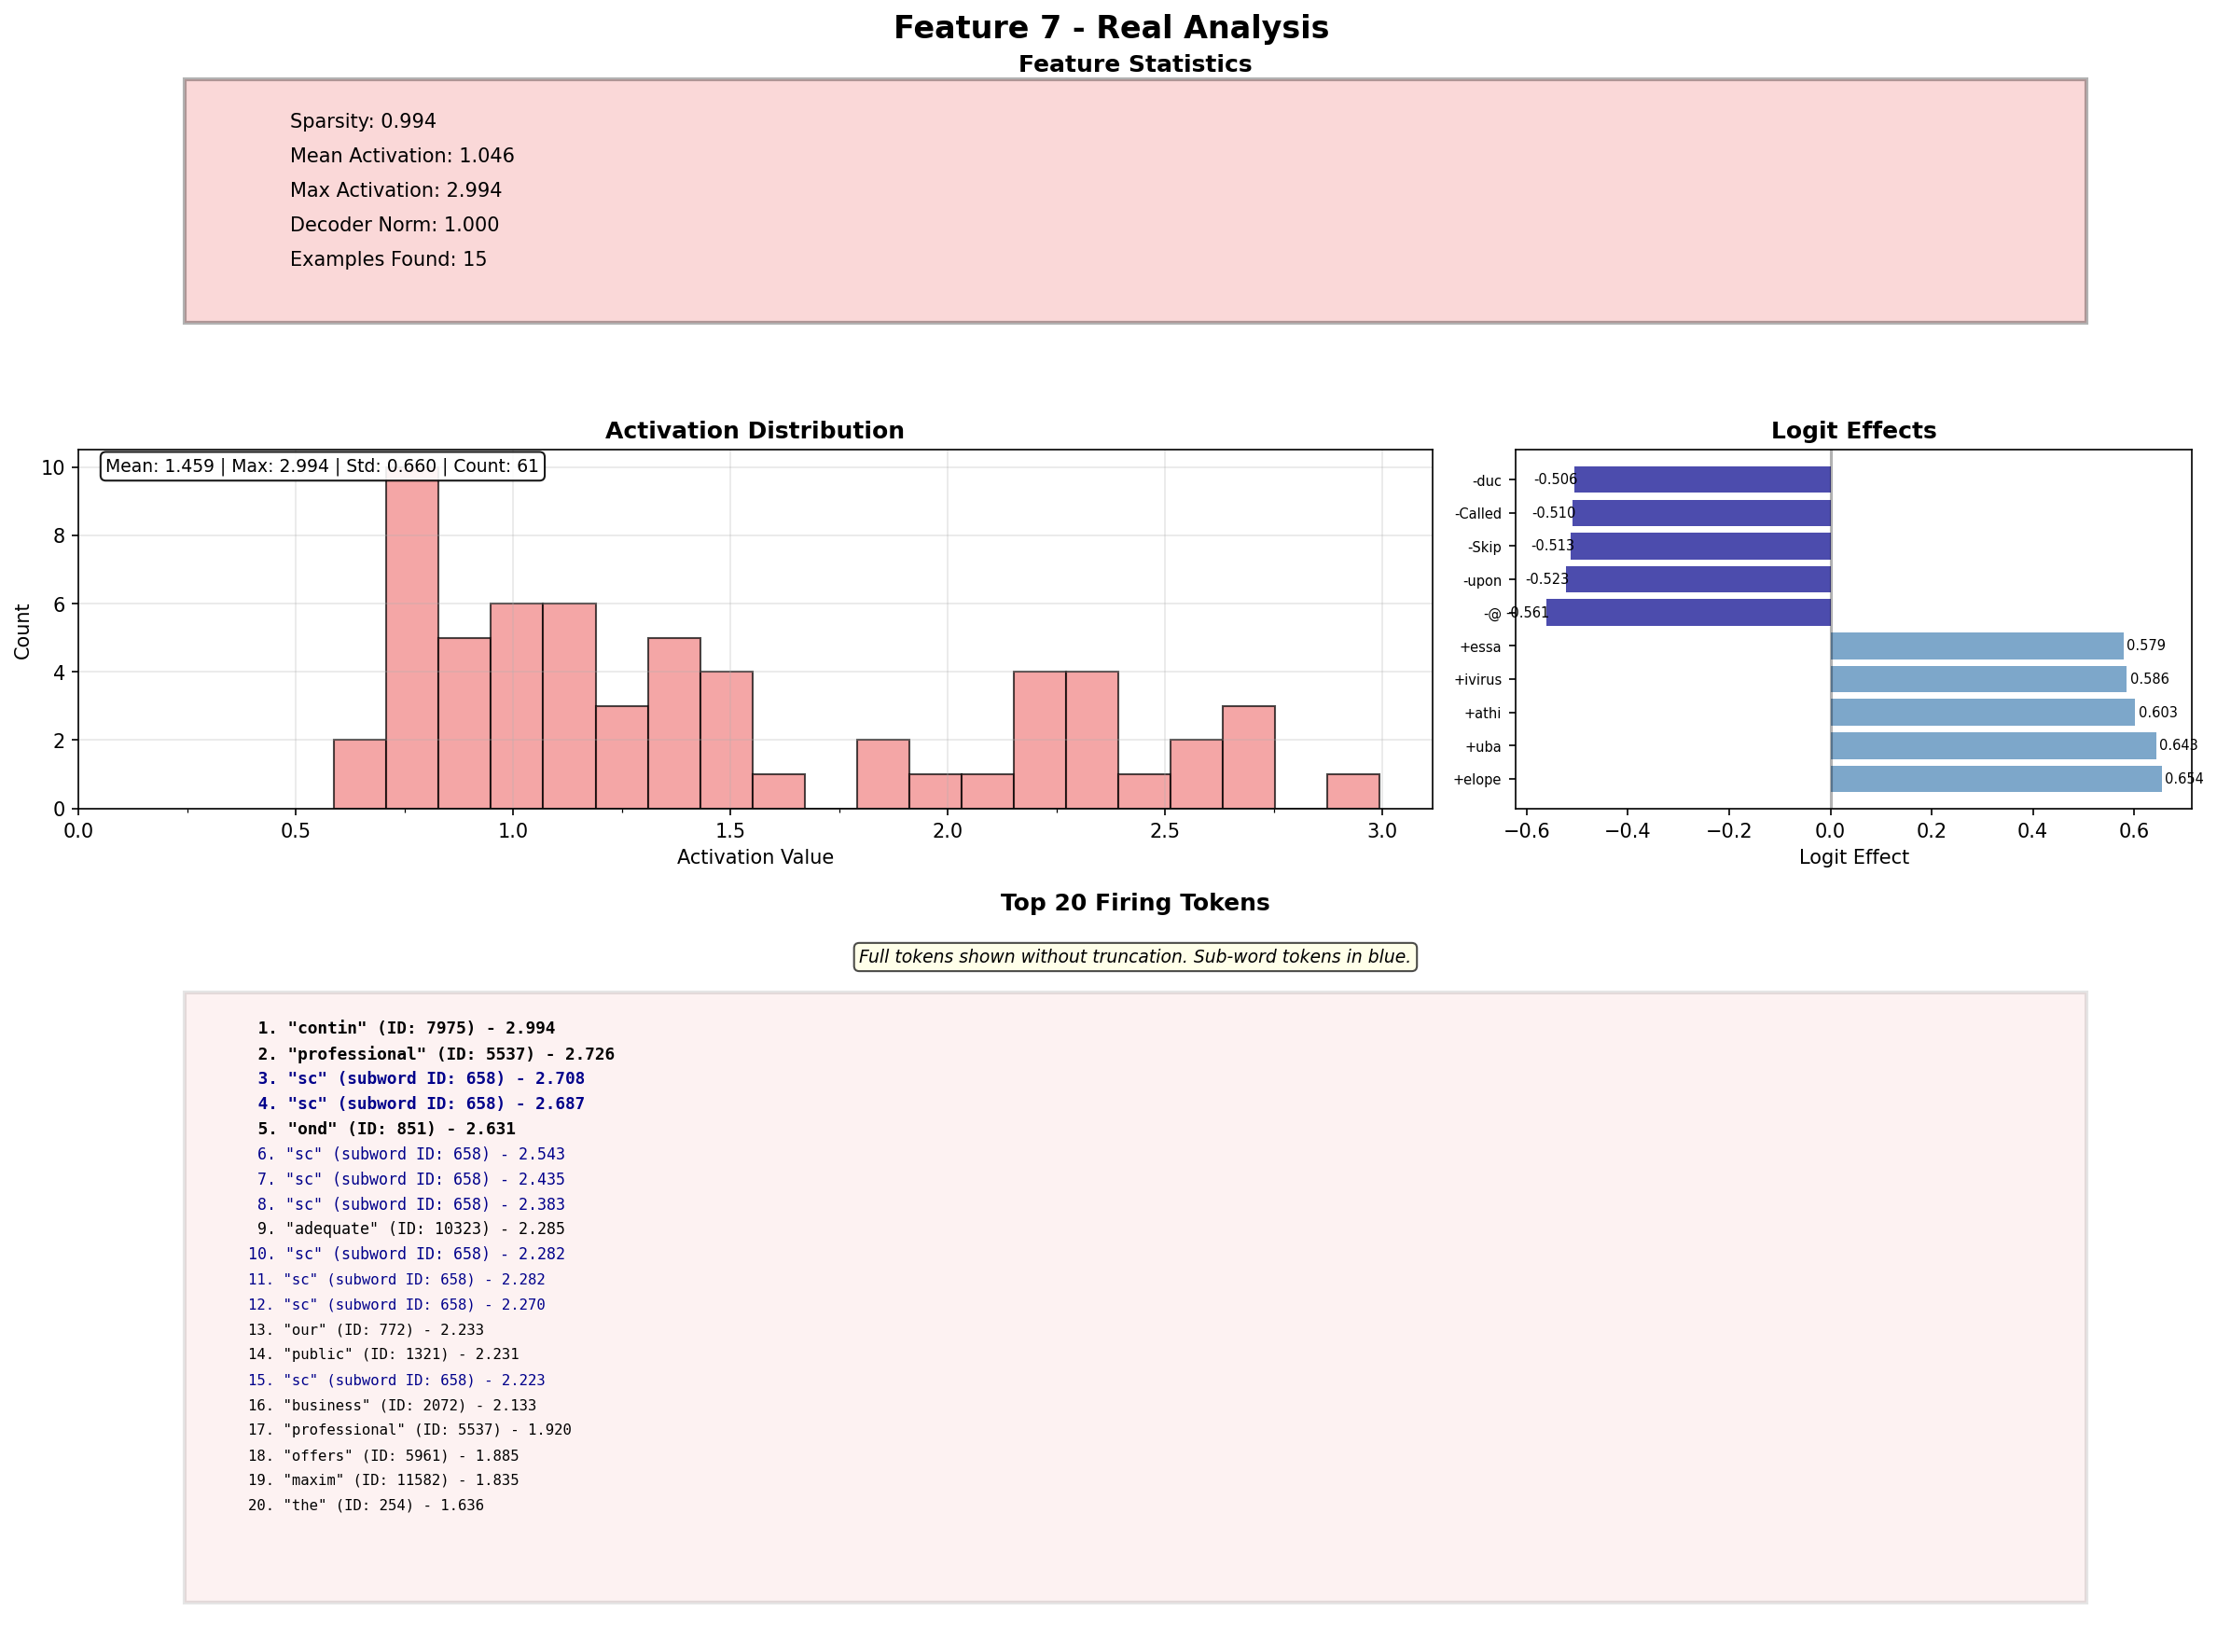 Feature 7 - Real Analysis
Feature Statistics
Sparsity: 0.994
Mean Activation: 1.046
Max Activation: 2.994
Decoder Norm: 1.000
Examples Found: 15
Activation Distribution
Mean: 1.459 | Max: 2.994 | Std: 0.660 | Count: 61
10
8
6
4
2
0
Count
0.0 0.5 1.0 1.5 2.0 2.5 3.0
Activation Value
Logit Effects
-duc -0.506
-Called -0.510
-Skip -0.513
-upon -0.523
-@ -0.561
+essa 0.579
+ivirus 0.586
+athi 0.603
+uba 0.643
+elope 0.654
−0.6 −0.4 −0.2 0.0 0.2 0.4 0.6
Logit Effect
Top 20 Firing Tokens
Full tokens shown without truncation. Sub-word tokens in blue.
1. "contin" (ID: 7975) - 2.994
2. "professional" (ID: 5537) - 2.726
3. "sc" (subword ID: 658) - 2.708
4. "sc" (subword ID: 658) - 2.687
5. "ond" (ID: 851) - 2.631
6. "sc" (subword ID: 658) - 2.543
7. "sc" (subword ID: 658) - 2.435
8. "sc" (subword ID: 658) - 2.383
9. "adequate" (ID: 10323) - 2.285
10. "sc" (subword ID: 658) - 2.282
11. "sc" (subword ID: 658) - 2.282
12. "sc" (subword ID: 658) - 2.270
13. "our" (ID: 772) - 2.233
14. "public" (ID: 1321) - 2.231
15. "sc" (subword ID: 658) - 2.223
16. "business" (ID: 2072) - 2.133
17. "professional" (ID: 5537) - 1.920
18. "offers" (ID: 5961) - 1.885
19. "maxim" (ID: 11582) - 1.835
20. "the" (ID: 254) - 1.636